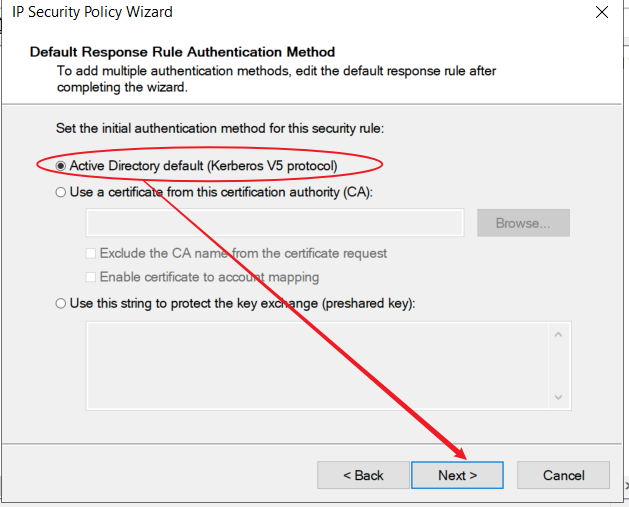 IP Security Policy Wizard
Default Response Rule Authentication Method
To add multiple authentication methods, edit the default response rule after
completing the wizard.
Set the initial authentication method for this security rule:
Active Directory default (Kerberos V5 protocol)
Use a certificate from this certification authority (CA):
Browse...
Exclude the CA name from the certificate request
Enable certificate to account mapping
Use this string to protect the key exchange (preshared key):
< Back
Next >
Cancel